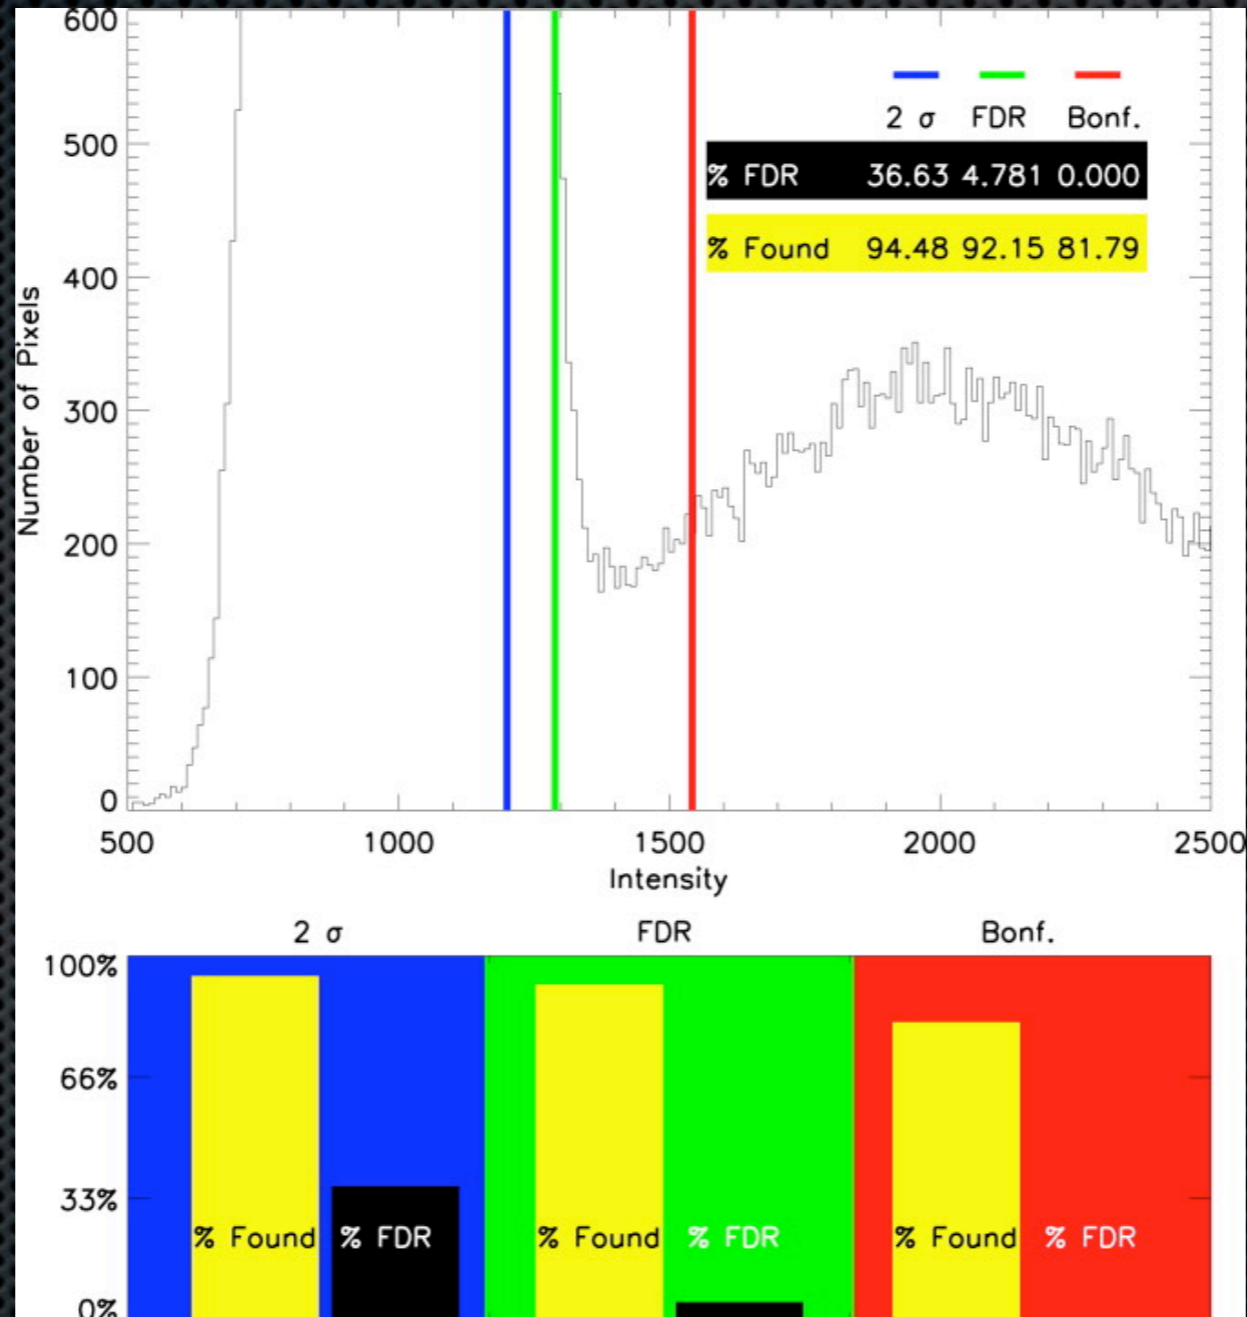 600
500
400
300
200
100
0
Number of Pixels
2 σ FDR Bonf.
% FDR 36.63 4.781 0.000
% Found 94.48 92.15 81.79
500 1000 1500 2000 2500
Intensity
2 σ FDR Bonf.
100%
66%
33%
0%
% Found % FDR % Found % FDR % Found % FDR